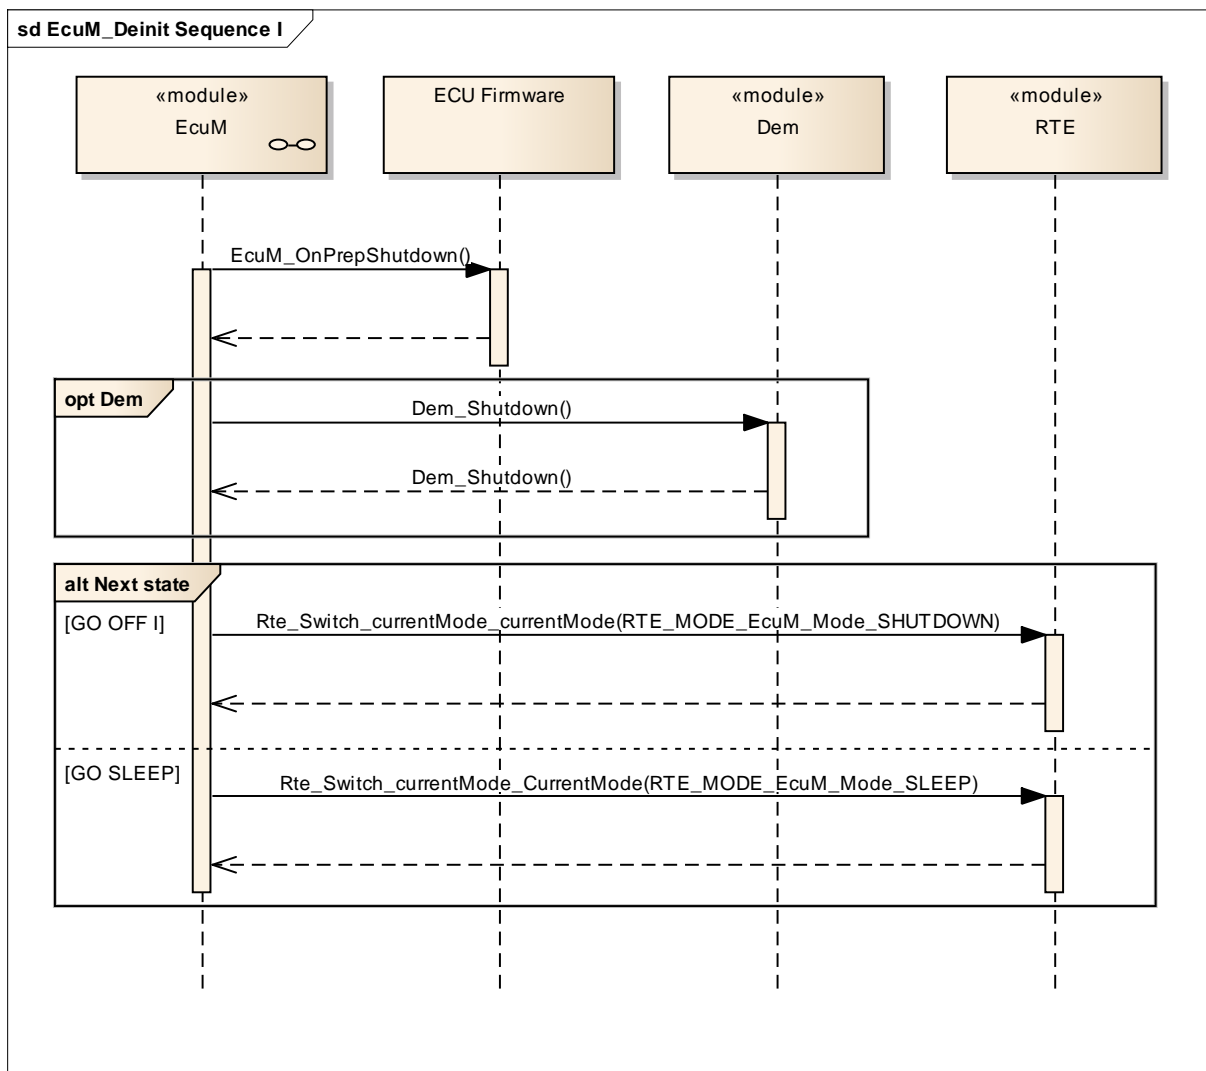 sd EcuM_Deinit Sequence I
«module»
EcuM
ECU Firmware
«module»
Dem
«module»
RTE
EcuM_OnPrepShutdown()
opt Dem
Dem_Shutdown()
Dem_Shutdown()
alt Next state
[GO OFF I]
Rte_Switch_currentMode_currentMode(RTE_MODE_EcuM_Mode_SHUTDOWN)
[GO SLEEP]
Rte_Switch_currentMode_CurrentMode(RTE_MODE_EcuM_Mode_SLEEP)